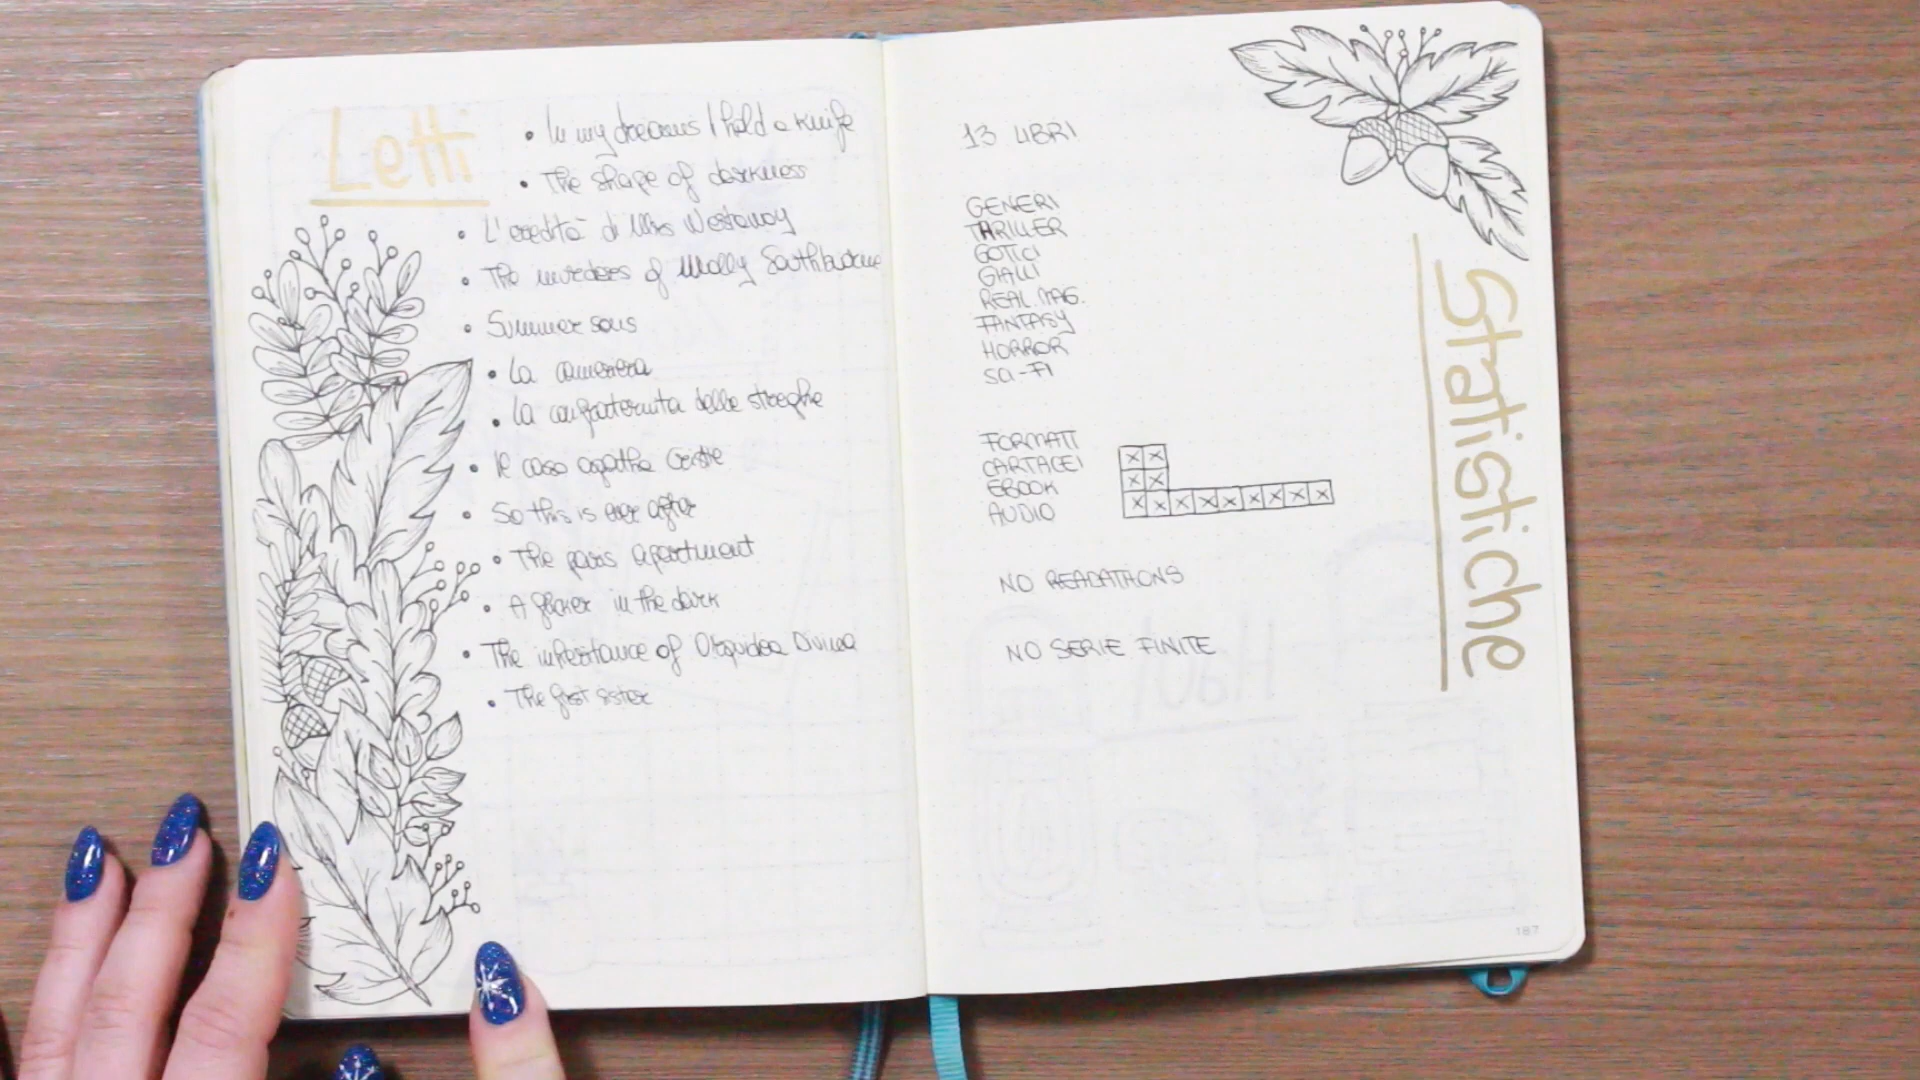 Letti
• In my dreams I hold a knife
• The shape of darkness
• L'eredità di Mrs Westaway
• The murders of Molly Southbourne
• Summer sons
• La cameriera
• La confraternita delle streghe
• Il caso agatha Cristie
• So this is ever after
• The paris apartment
• A flicker in the dark
• The inheritance of Orquidea Divina
• The first sister
13 LIBRI
GENERI
THRILLER
GOTICI
GIALLI
REAL. MAG.
FANTASY
HORROR
SCI-FI
FORMATI
CARTACEI
EBOOK
AUDIO
NO READATHONS
NO SERIE FINITE
Statistiche
187